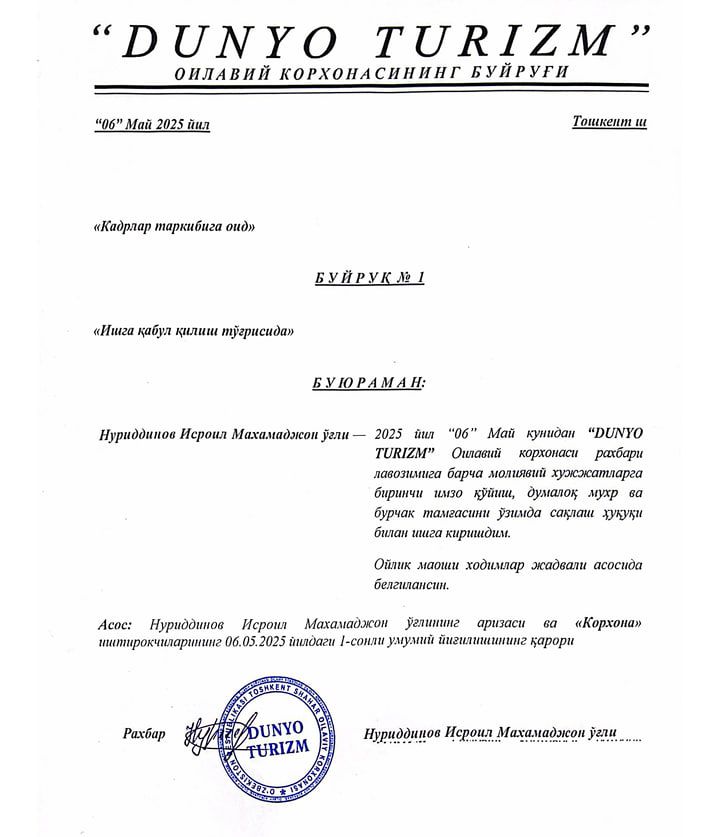 “DUNYO TURIZM”
ОИЛАВИЙ КОРХОНАСИНИНГ БУЙРУҒИ
“06” Май 2025 йил
Тошкент ш
«Кадрлар таркибига оид»
БУЙРУҚ № 1
«Ишга қабул қилиш тўғрисида»
БУЮРАМАН:
Нуриддинов Исроил Махамаджон ўғли — 2025 йил “06” Май кунидан “DUNYO
TURIZM” Оилавий корхонаси рахбари
лавозимига барча молиявий хужжатларга
биринчи имзо қўйиш, думалоқ мухр ва
бурчак тамғасини ўзимда сақлаш ҳуқуқи
билан ишга киришдим.
Ойлик маоши ходимлар жадвали асосида
белгилансин.
Асос: Нуриддинов Исроил Махамаджон ўғлининг аризаси ва «Корхона»
иштирокчиларининг 06.05.2025 йилдаги 1-сонли умумий йиғилишининг қарори
Рахбар
O‘ZBEKISTON RESPUBLIKASI TOSHKENT SHAHAR OILAVIY KORXONASI
DUNYO
TURIZM
Нуриддинов Исроил Махамаджон ўғли